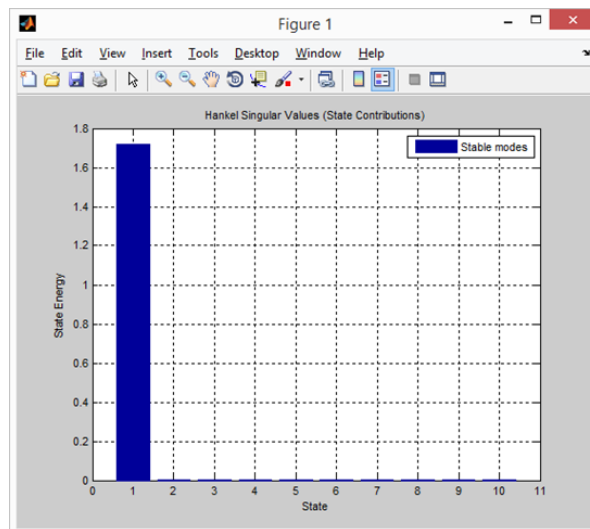 Figure 1
File Edit View Insert Tools Desktop Window Help
Hankel Singular Values (State Contributions)
Stable modes
1.8
1.6
1.4
1.2
1
0.8
0.6
0.4
0.2
0
State Energy
0 1 2 3 4 5 6 7 8 9 10 11
State